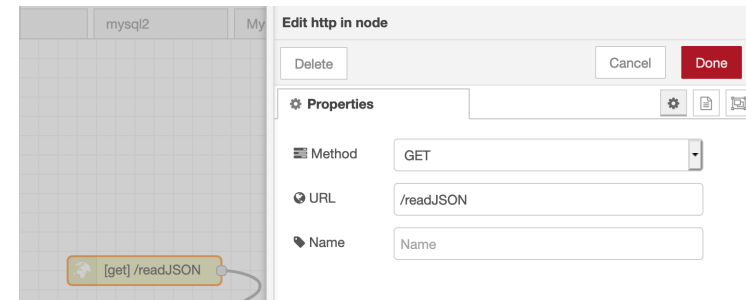 mysql2
My
Edit http in node
Delete
Cancel
Done
Properties
Method
GET
URL
/readJSON
Name
Name
[get] /readJSON